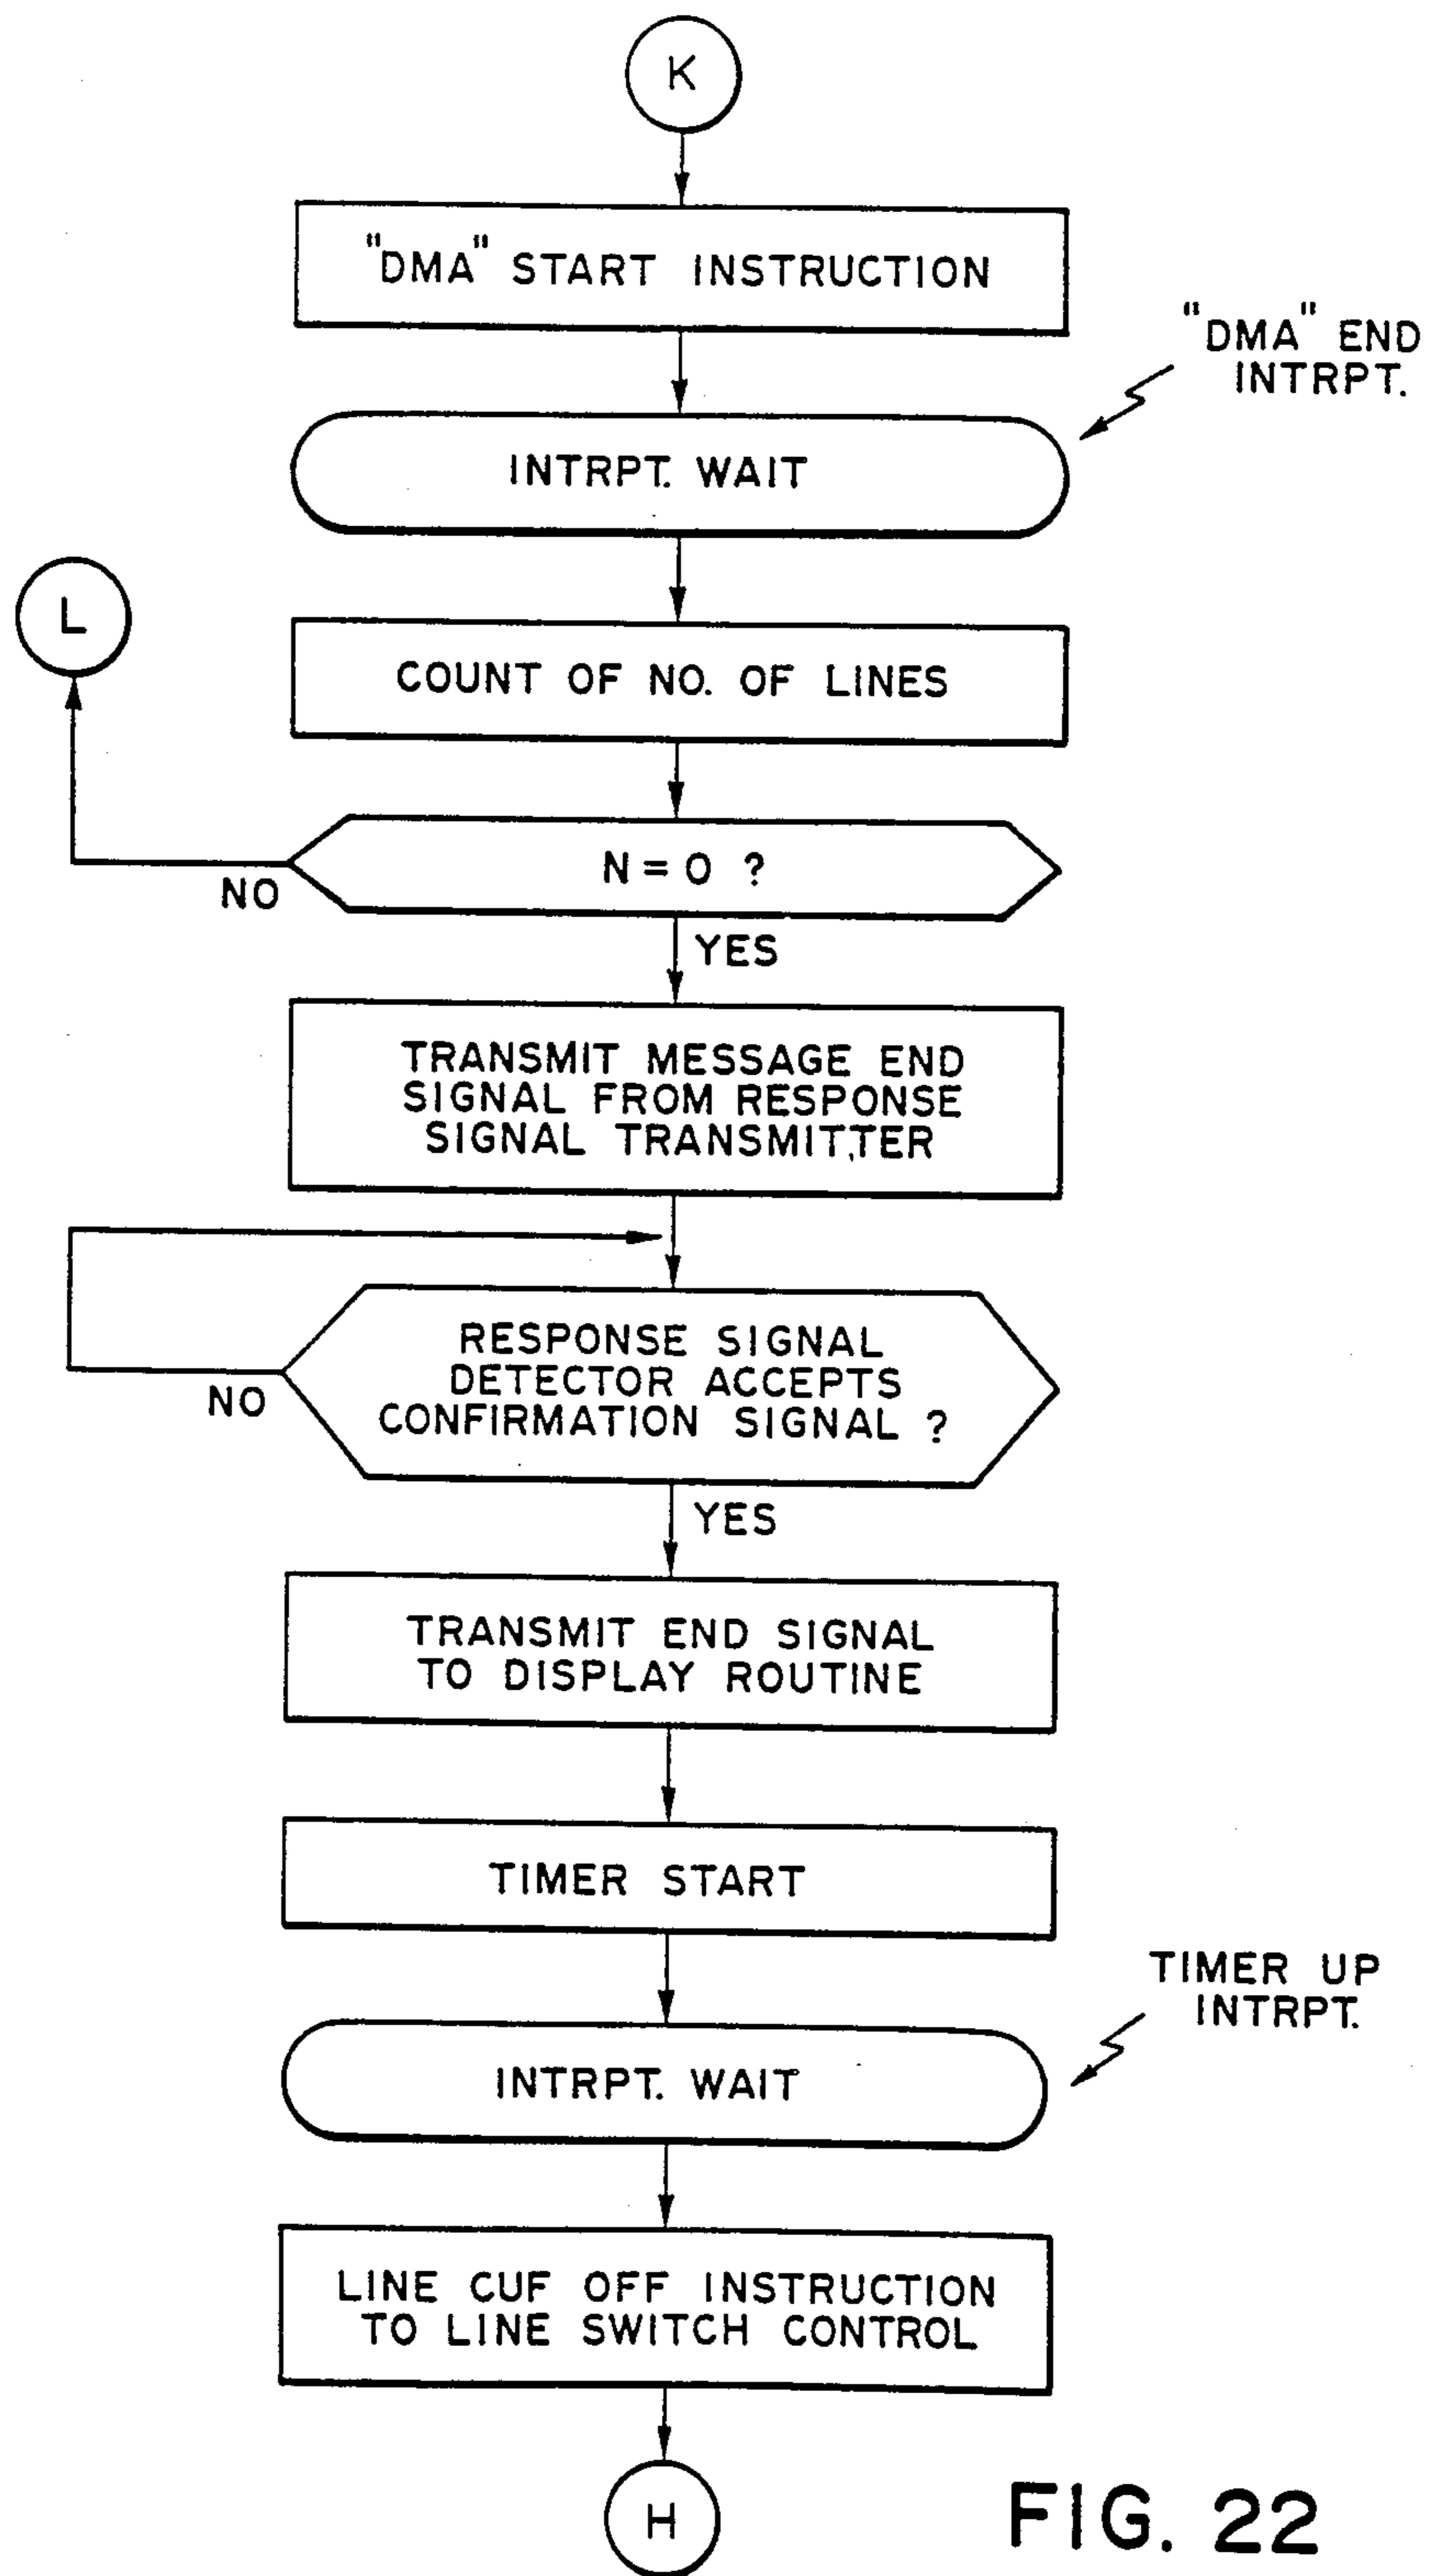 K
"DMA" START INSTRUCTION
"DMA" END
INTRPT.
INTRPT. WAIT
L
COUNT OF NO. OF LINES
N = 0 ?
NO
YES
TRANSMIT MESSAGE END
SIGNAL FROM RESPONSE
SIGNAL TRANSMITTER
RESPONSE SIGNAL
DETECTOR ACCEPTS
CONFIRMATION SIGNAL ?
NO
YES
TRANSMIT END SIGNAL
TO DISPLAY ROUTINE
TIMER START
TIMER UP
INTRPT.
INTRPT. WAIT
LINE CUF OFF INSTRUCTION
TO LINE SWITCH CONTROL
H
FIG. 22